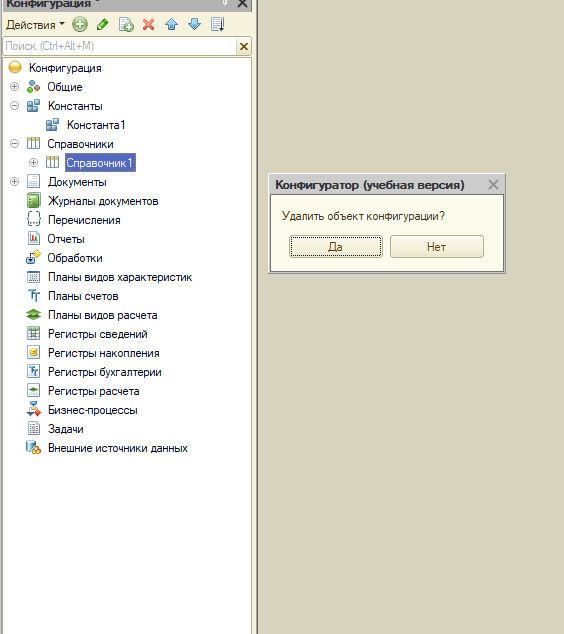 Конфигурация *
Действия
Поиск (Ctrl+Alt+M)
Конфигурация
Общие
Константы
Константа1
Справочники
Справочник1
Документы
Журналы документов
Перечисления
Отчеты
Обработки
Планы видов характеристик
Планы счетов
Планы видов расчета
Регистры сведений
Регистры накопления
Регистры бухгалтерии
Регистры расчета
Бизнес-процессы
Задачи
Внешние источники данных
Конфигуратор (учебная версия)
Удалить объект конфигурации?
Да
Нет